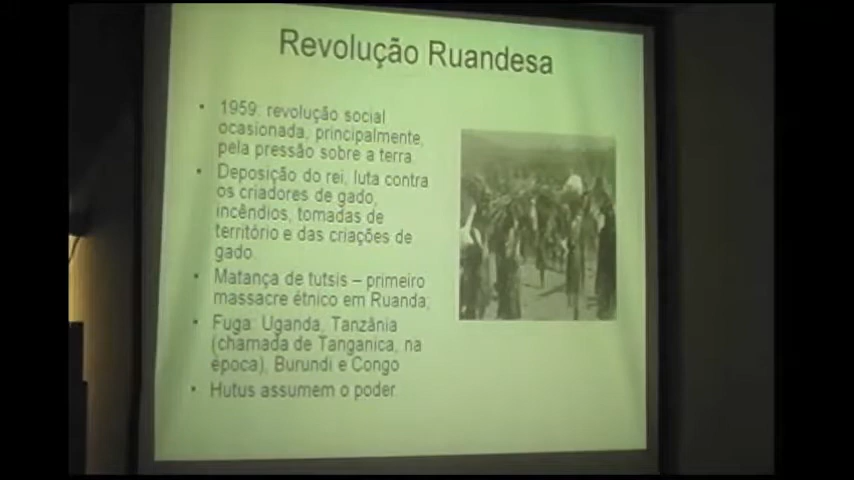 Revolução Ruandesa
• 1959: revolução social
ocasionada, principalmente,
pela pressão sobre a terra.
• Deposição do rei, luta contra
os criadores de gado,
incêndios, tomadas de
território e das criações de
gado.
• Matança de tutsis – primeiro
massacre étnico em Ruanda;
• Fuga: Uganda, Tanzânia
(chamada de Tanganica, na
época), Burundi e Congo
• Hutus assumem o poder.